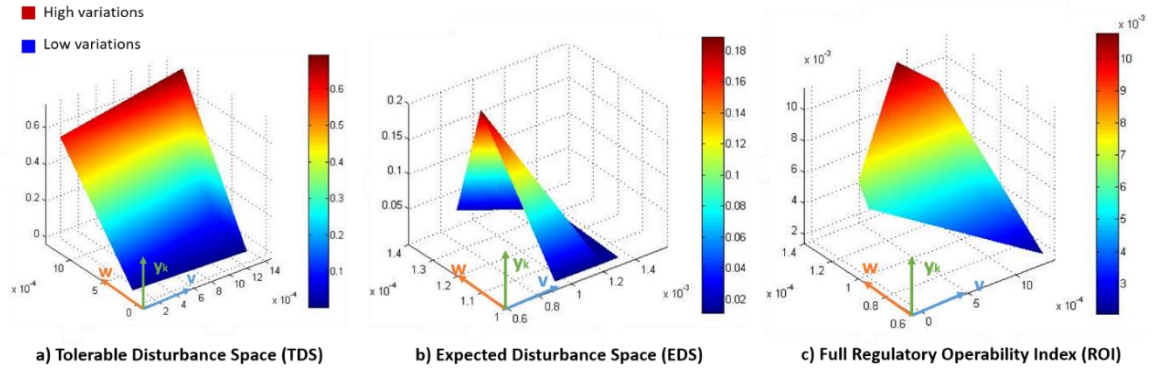 High variations
Low variations
0.6
0.4
0.2
0
10
5
0
x 10⁻⁴
w
yₖ
v
2
4
6
8
10
12
14
x 10⁻⁴
0.6
0.5
0.4
0.3
0.2
0.1
a) Tolerable Disturbance Space (TDS)
0.2
0.15
0.1
0.05
1.4
1.3
1.2
1.1
1
x 10⁻⁴
w
yₖ
v
0.6
0.8
1
1.2
1.4
x 10⁻³
0.18
0.16
0.14
0.12
0.1
0.08
0.06
0.04
0.02
b) Expected Disturbance Space (EDS)
x 10⁻³
10
8
6
4
2
1.4
1.2
1
0.8
0.6
x 10⁻⁴
w
yₖ
v
0
5
10
x 10⁻⁴
x 10⁻³
10
9
8
7
6
5
4
3
c) Full Regulatory Operability Index (ROI)